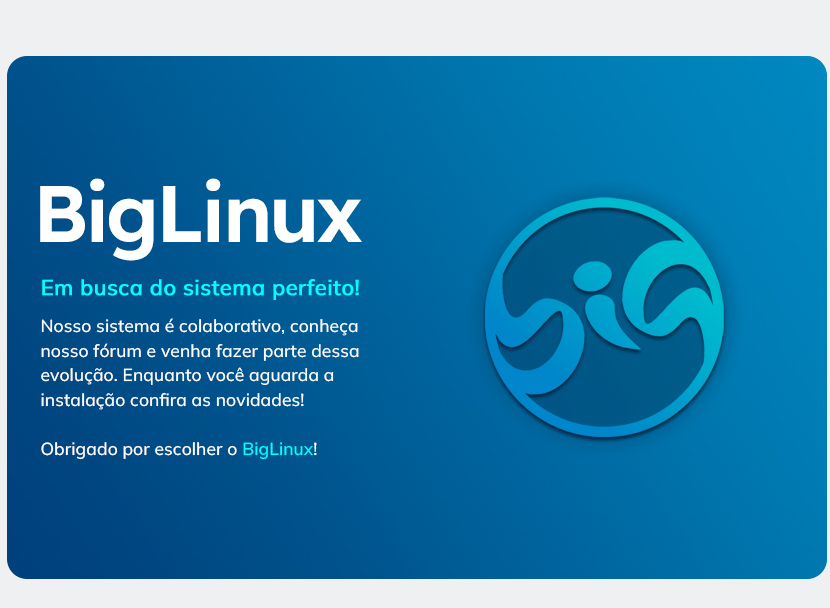 BigLinux
Em busca do sistema perfeito!
Nosso sistema é colaborativo, conheça
nosso fórum e venha fazer parte dessa
evolução. Enquanto você aguarda a
instalação confira as novidades!
Obrigado por escolher o BigLinux!
big